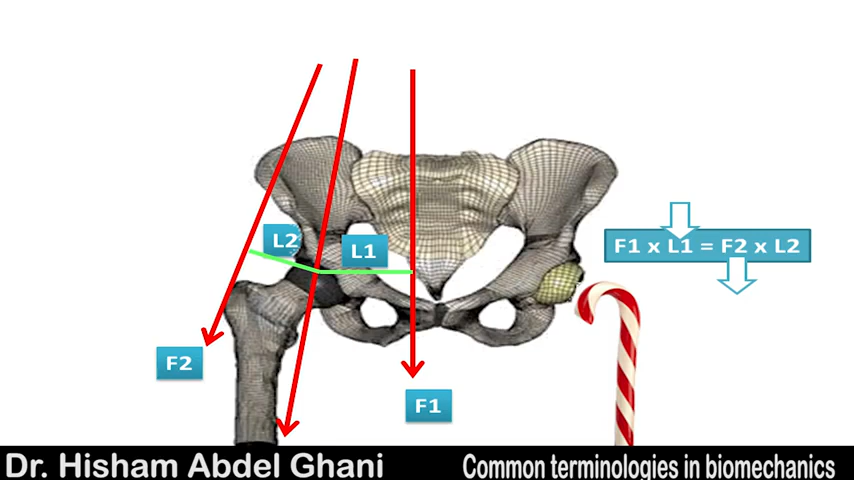 L2
L1
F1 x L1 = F2 x L2
F2
F1
Dr. Hisham Abdel Ghani
Common terminologies in biomechanics